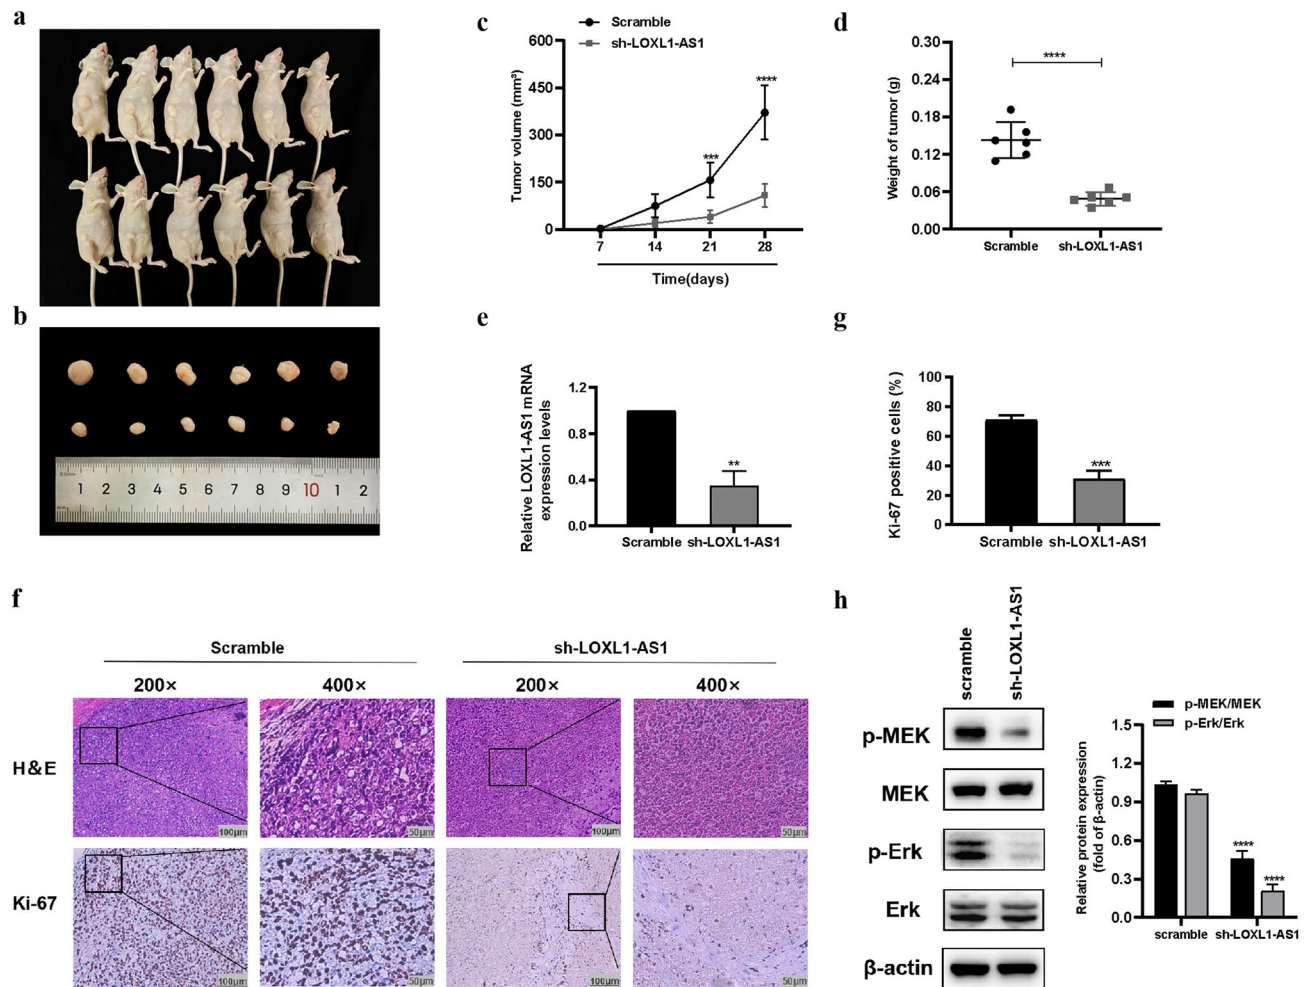 a
b
0.5mm
1 2 3 4 5 6 7 8 9 10 1 2
c
Scramble
sh-LOXL1-AS1
Tumor volume (mm³)
600
450
300
150
0
***
****
7 14 21 28
Time(days)
d
Weight of tumor (g)
0.30
0.24
0.18
0.12
0.06
0.00
****
Scramble sh-LOXL1-AS1
e
Relative LOXL1-AS1 mRNA
expression levels
1.2
0.8
0.4
0.0
**
Scramble sh-LOXL1-AS1
g
Ki-67 positive cells (%)
100
80
60
40
20
0
***
Scramble sh-LOXL1-AS1
f
Scramble sh-LOXL1-AS1
200× 400× 200× 400×
H&E
100μm 50μm 100μm 50μm
Ki-67
100μm 50μm 100μm 50μm
h
scramble
sh-LOXL1-AS1
p-MEK
MEK
p-Erk
Erk
β-actin
p-MEK/MEK
p-Erk/Erk
Relative protein expression
(fold of β-actin)
1.5
1.2
0.9
0.6
0.3
0.0
****
****
scramble sh-LOXL1-AS1